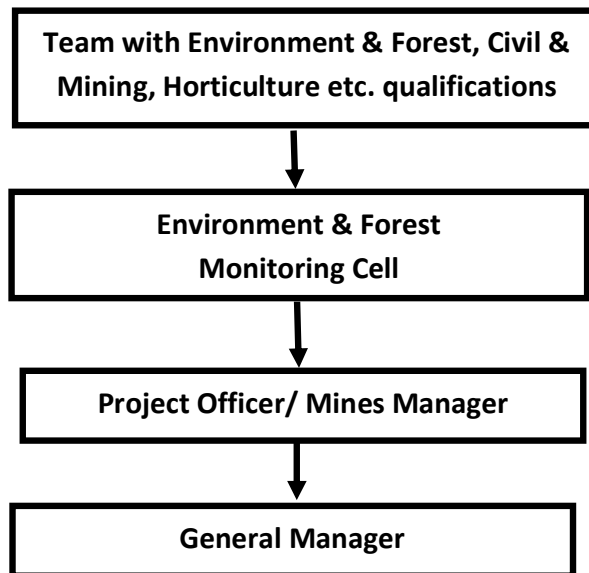 Team with Environment & Forest, Civil &
Mining, Horticulture etc. qualifications
Environment & Forest
Monitoring Cell
Project Officer/ Mines Manager
General Manager